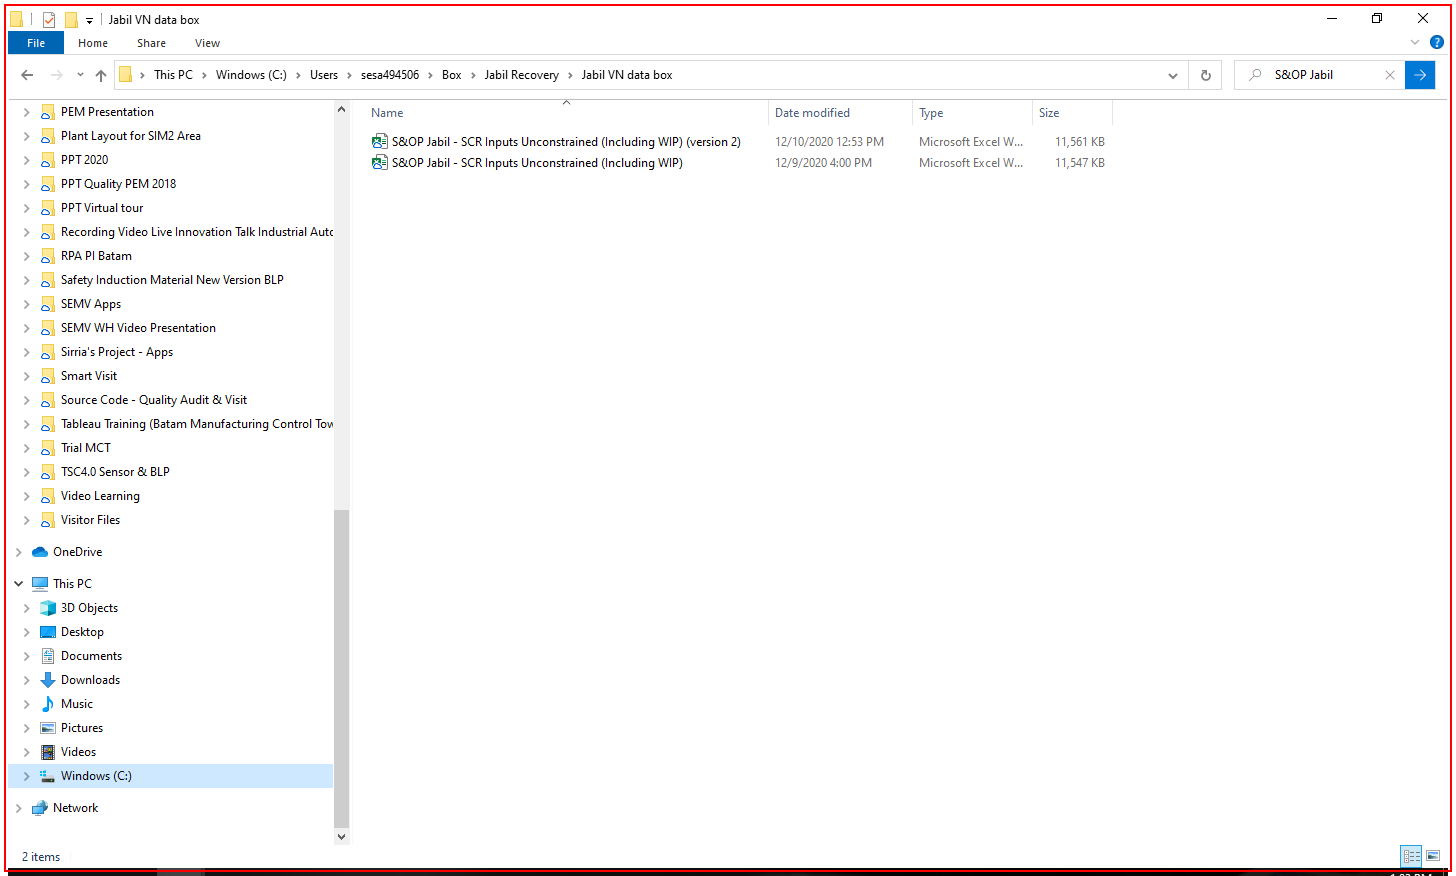 Jabil VN data box
File Home Share View
This PC Windows (C:) Users sesa494506 Box Jabil Recovery Jabil VN data box S&OP Jabil
PEM Presentation
Plant Layout for SIM2 Area
PPT 2020
PPT Quality PEM 2018
PPT Virtual tour
Recording Video Live Innovation Talk Industrial Auto
RPA PI Batam
Safety Induction Material New Version BLP
SEMV Apps
SEMV WH Video Presentation
Sirria's Project - Apps
Smart Visit
Source Code - Quality Audit & Visit
Tableau Training (Batam Manufacturing Control Tow
Trial MCT
TSC4.0 Sensor & BLP
Video Learning
Visitor Files
OneDrive
This PC
3D Objects
Desktop
Documents
Downloads
Music
Pictures
Videos
Windows (C:)
Network
Name Date modified Type Size
S&OP Jabil - SCR Inputs Unconstrained (Including WIP) (version 2) 12/10/2020 12:53 PM Microsoft Excel W... 11,561 KB
S&OP Jabil - SCR Inputs Unconstrained (Including WIP) 12/9/2020 4:00 PM Microsoft Excel W... 11,547 KB
2 items